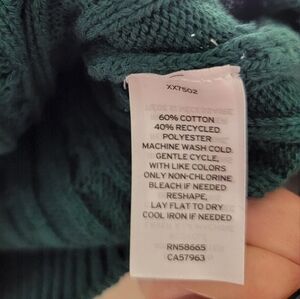 XX7502
60% COTTON
40% RECYCLED
POLYESTER
MACHINE WASH COLD
GENTLE CYCLE,
WITH LIKE COLORS
ONLY NON-CHLORINE
BLEACH IF NEEDED
RESHAPE,
LAY FLAT TO DRY
COOL IRON IF NEEDED
RN58665
CA57963